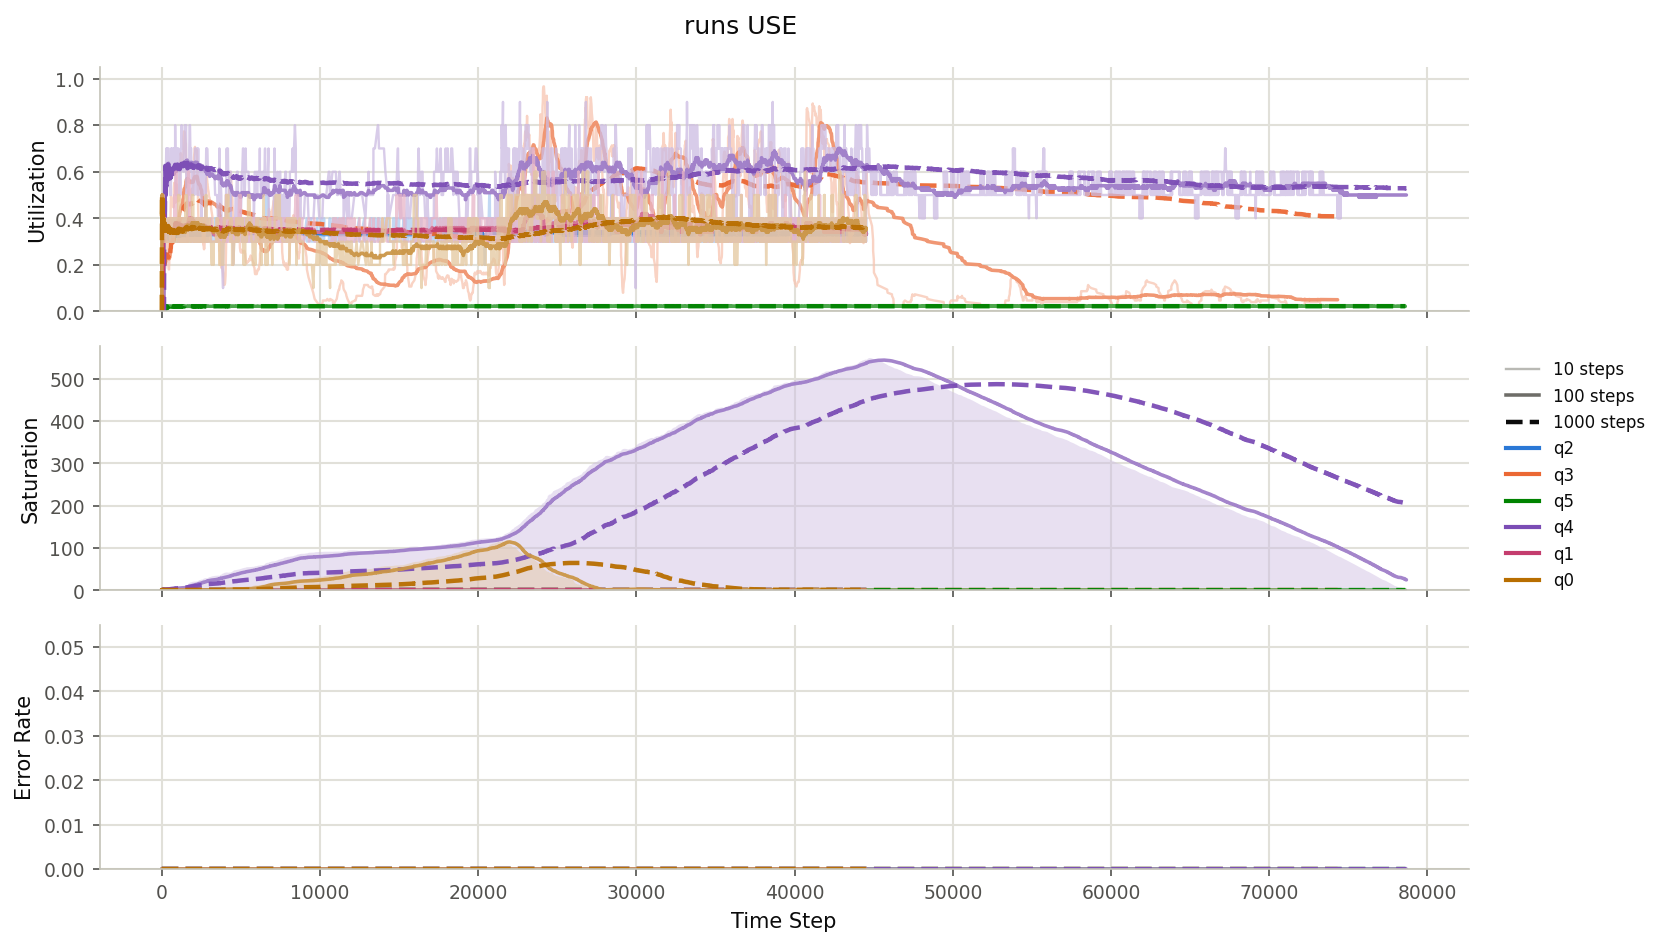 runs USE
1.0
0.8
0.6
0.4
0.2
0.0
Utilization
500
400
300
200
100
0
Saturation
10 steps
100 steps
1000 steps
q2
q3
q5
q4
q1
q0
0.05
0.04
0.03
0.02
0.01
0.00
Error Rate
0 10000 20000 30000 40000 50000 60000 70000 80000
Time Step